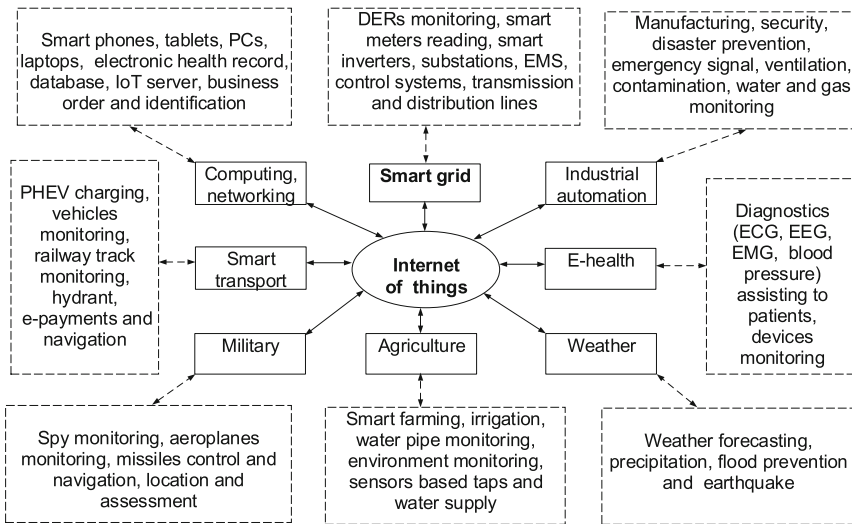 Smart phones, tablets, PCs,
laptops, electronic health record,
database, IoT server, business
order and identification
DERs monitoring, smart
meters reading, smart
inverters, substations, EMS,
control systems, transmission
and distribution lines
Manufacturing, security,
disaster prevention,
emergency signal, ventilation,
contamination, water and gas
monitoring
Computing,
networking
Smart grid
Industrial
automation
PHEV charging,
vehicles
monitoring,
railway track
monitoring,
hydrant,
e-payments and
navigation
Smart
transport
Internet
of things
E-health
Diagnostics
(ECG, EEG,
EMG, blood
pressure)
assisting to
patients,
devices
monitoring
Military
Agriculture
Weather
Spy monitoring, aeroplanes
monitoring, missiles control and
navigation, location and
assessment
Smart farming, irrigation,
water pipe monitoring,
environment monitoring,
sensors based taps and
water supply
Weather forecasting,
precipitation, flood prevention
and earthquake